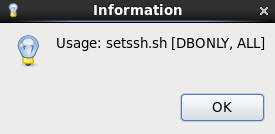 Information
Usage: setssh.sh [DBONLY, ALL]
OK